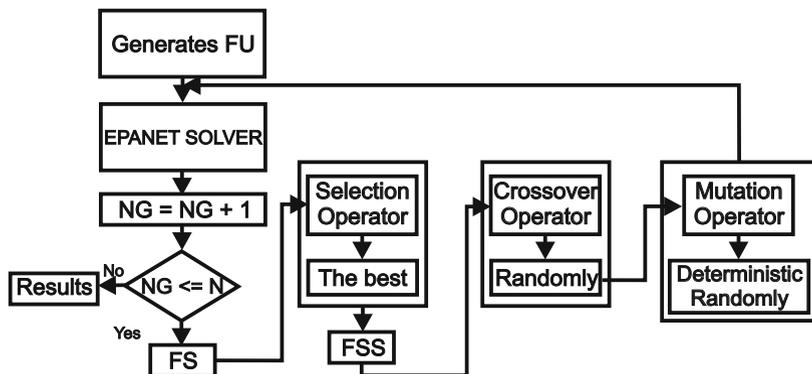 Generates FU
EPANET SOLVER
NG = NG + 1
NG <= N
No
Results
Yes
FS
Selection
Operator
The best
FSS
Crossover
Operator
Randomly
Mutation
Operator
Deterministic
Randomly